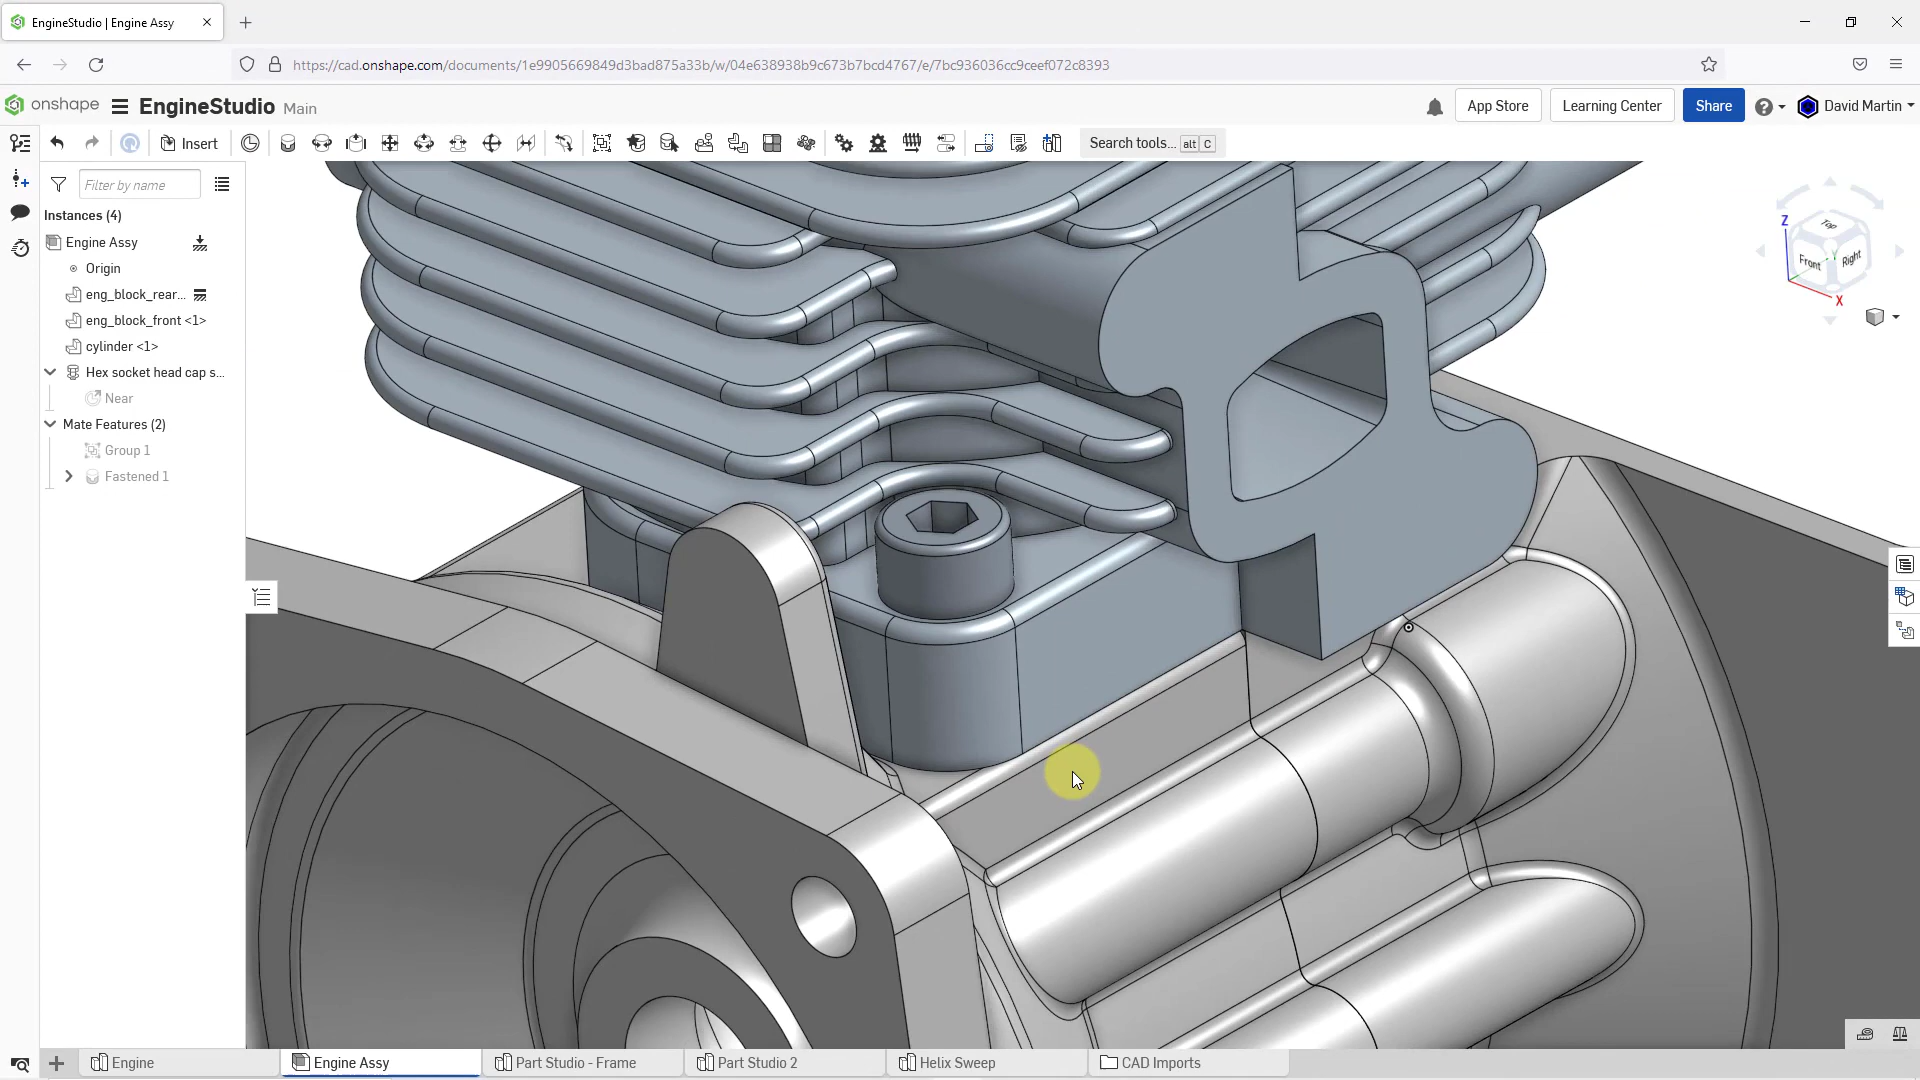 EngineStudio | Engine Assy
https://cad.onshape.com/documents/1e9905669849d3bad875a33b/w/04e638938b9c673b7bcd4767/e/7bc936036cc9ceef072c8393
onshape EngineStudio Main App Store Learning Center Share David Martin
Insert Search tools... alt C
Filter by name
Instances (4)
Engine Assy
Origin
eng_block_rear...
eng_block_front <1>
cylinder <1>
Hex socket head cap s...
Near
Mate Features (2)
Group 1
Fastened 1
Z
Top
Front
Right
X
Engine
Engine Assy
Part Studio - Frame
Part Studio 2
Helix Sweep
CAD Imports